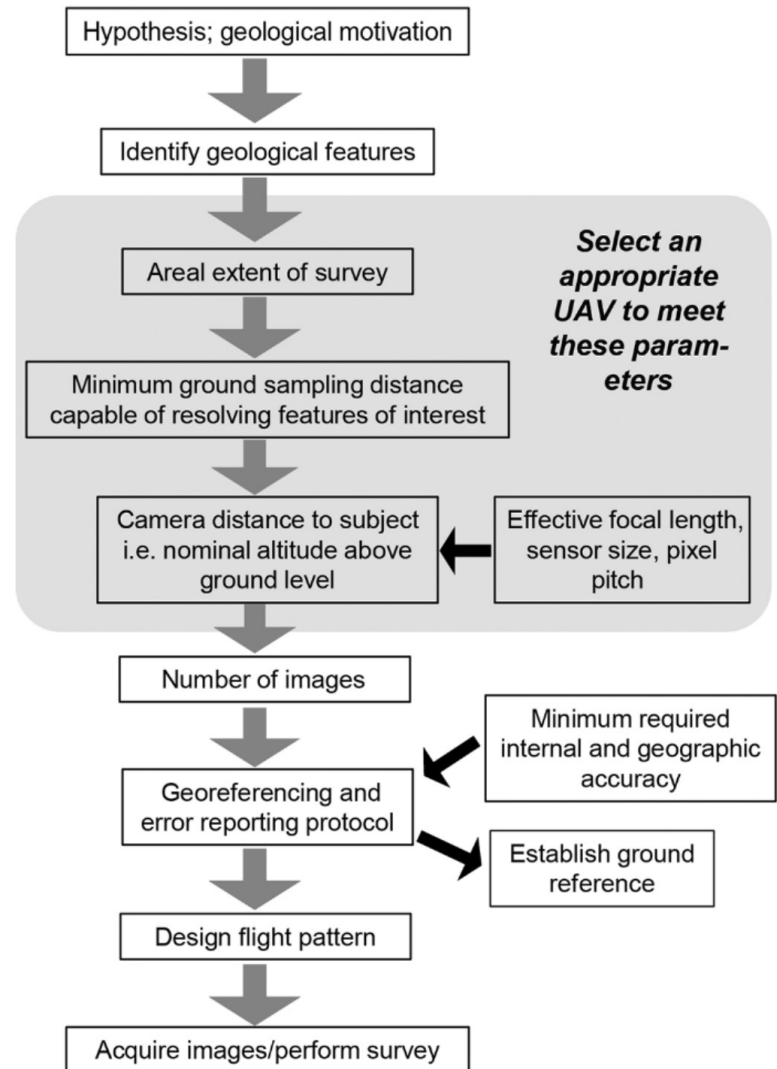 Hypothesis; geological motivation
Identify geological features
Areal extent of survey
Select an
appropriate
UAV to meet
these param-
eters
Minimum ground sampling distance
capable of resolving features of interest
Camera distance to subject
i.e. nominal altitude above
ground level
Effective focal length,
sensor size, pixel
pitch
Number of images
Minimum required
internal and geographic
accuracy
Georeferencing and
error reporting protocol
Establish ground
reference
Design flight pattern
Acquire images/perform survey